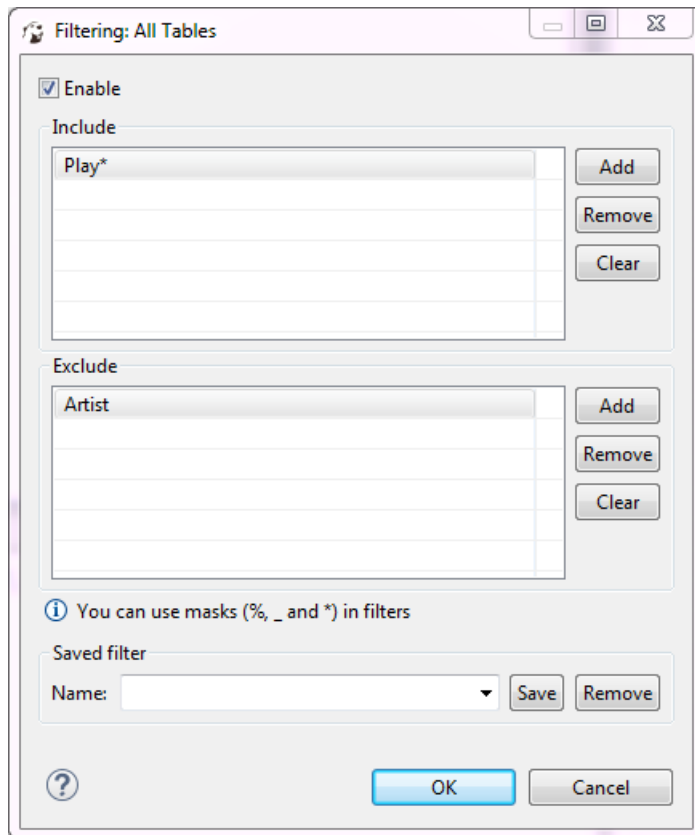 Filtering: All Tables
Enable
Include
Play*
Add
Remove
Clear
Exclude
Artist
Add
Remove
Clear
You can use masks (%, _ and *) in filters
Saved filter
Name:
Save
Remove
OK
Cancel